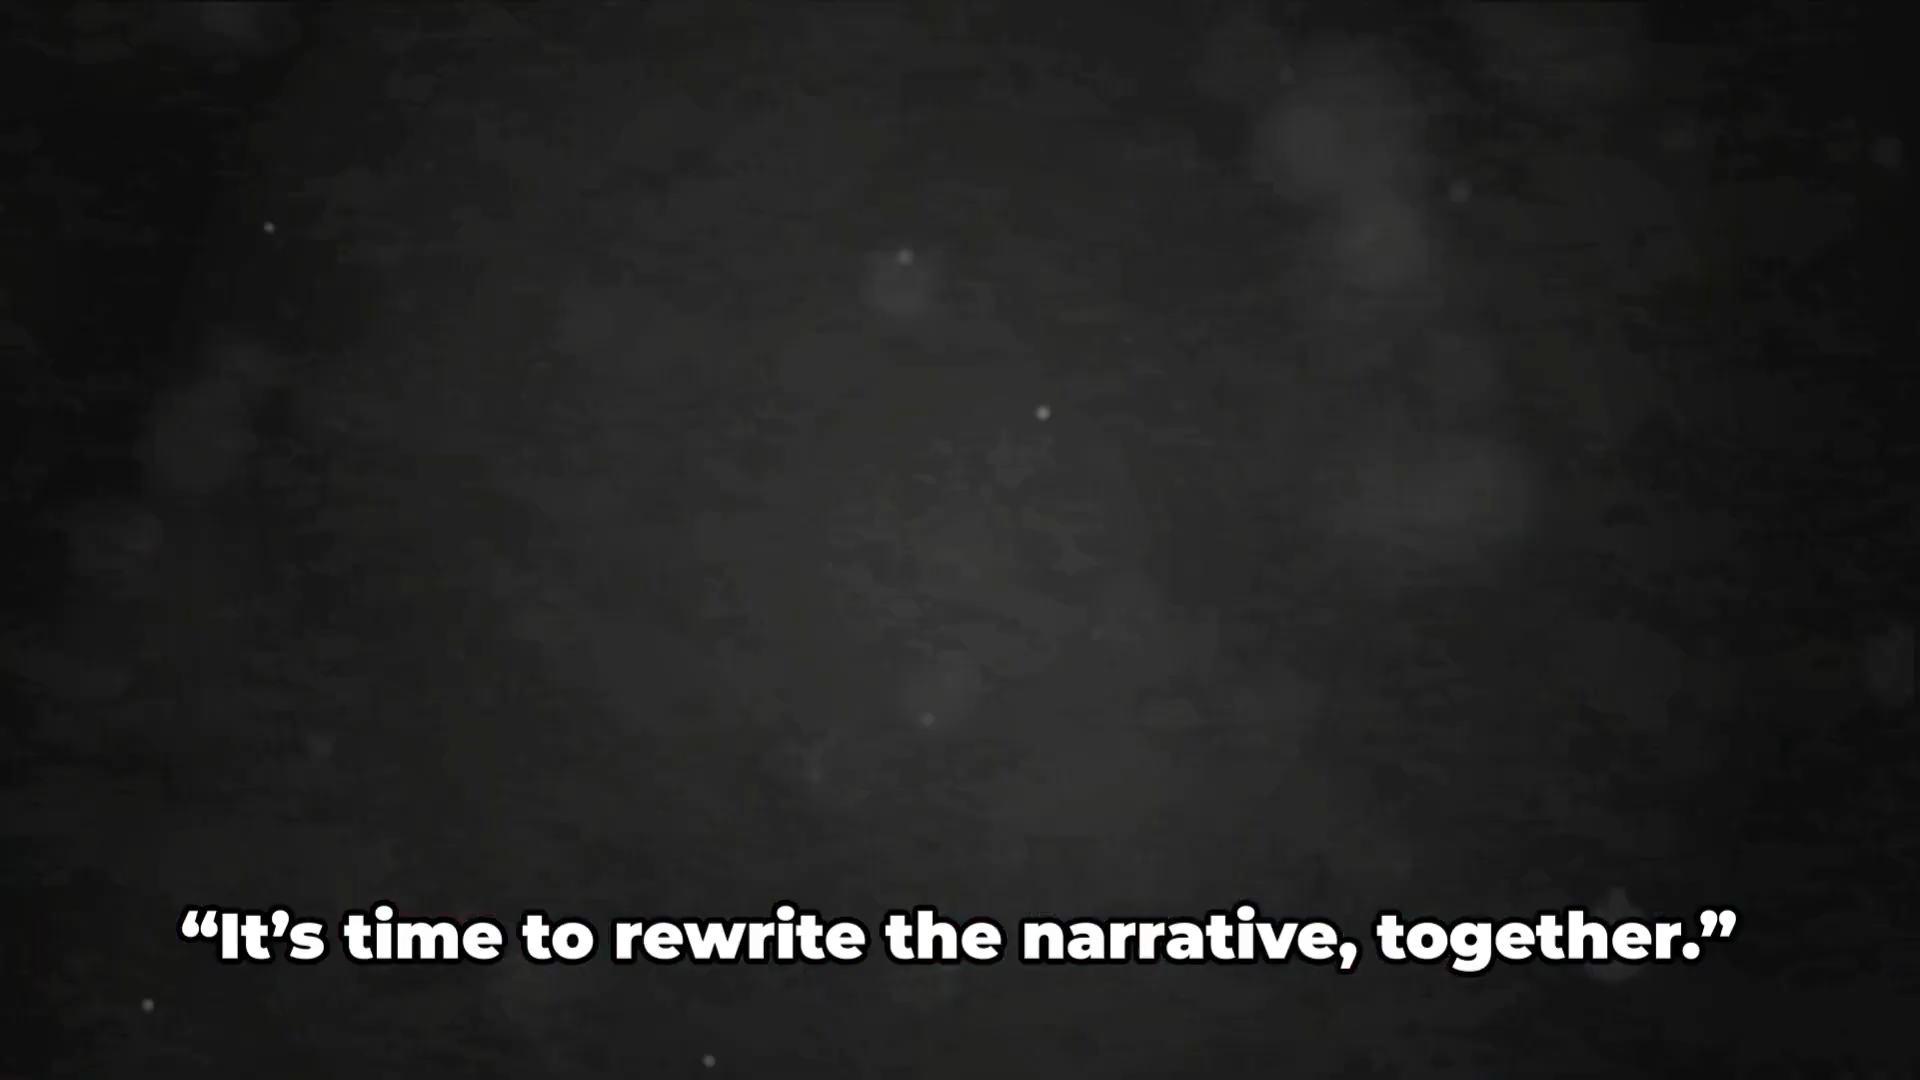 “It’s time to rewrite the narrative, together.”